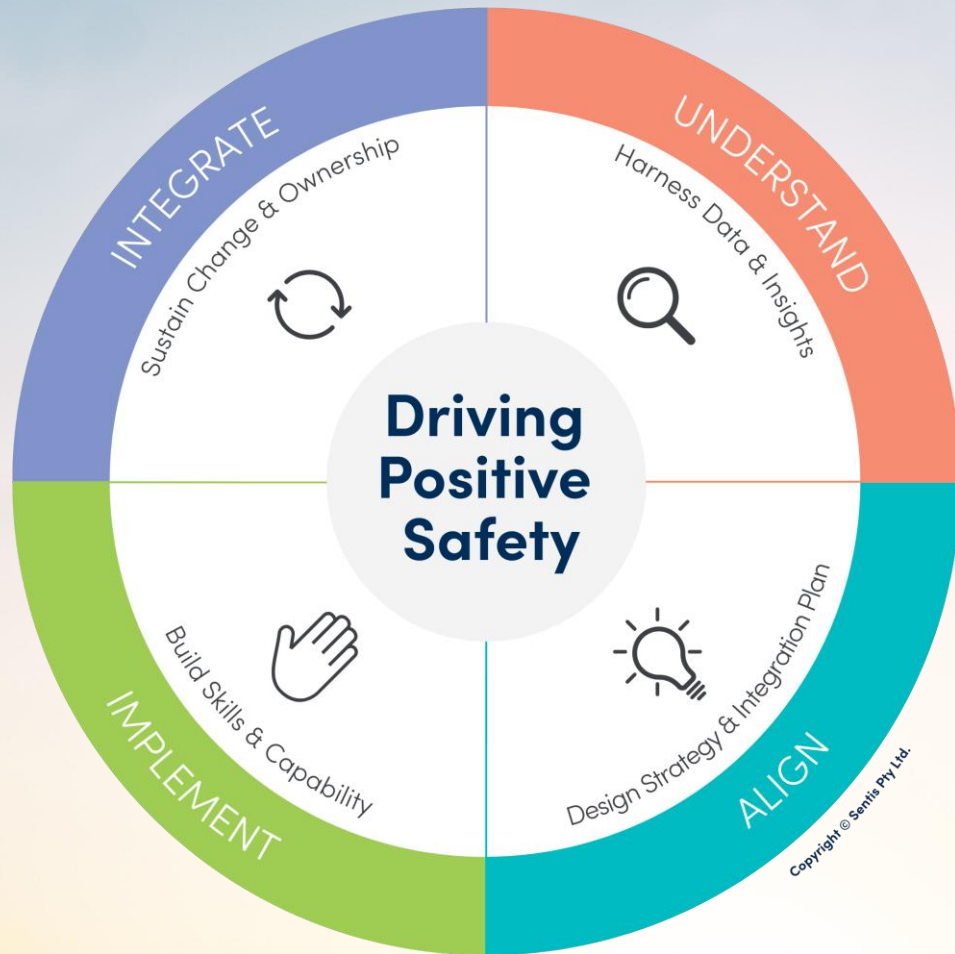 INTEGRATE
Sustain Change & Ownership
UNDERSTAND
Harness Data & Insights
Driving
Positive
Safety
IMPLEMENT
Build Skills & Capability
ALIGN
Design Strategy & Integration Plan
Copyright © Sentis Pty Ltd.